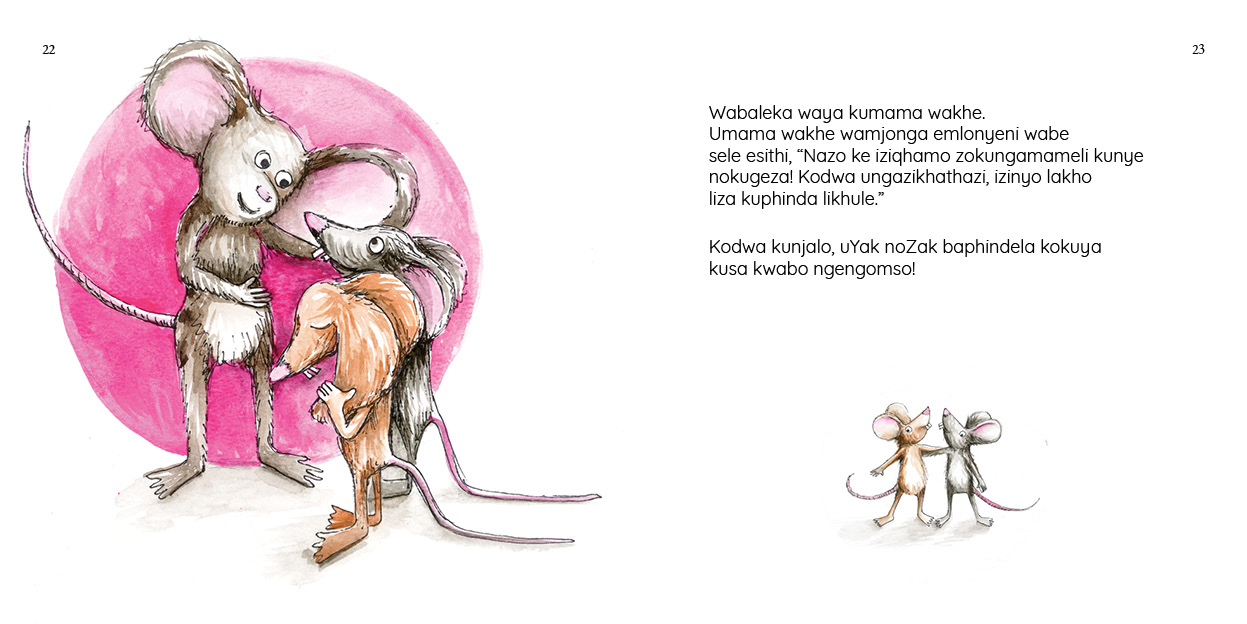 22
23
Wabaleka waya kumama wakhe.
Umama wakhe wamjonga emlonyeni wabe
sele esithi, “Nazo ke iziqhamo zokungamameli kunye
nokugeza! Kodwa ungazikhathazi, izinyo lakho
liza kuphinda likhule.”
Kodwa kunjalo, uYak noZak baphindela kokuya
kusa kwabo ngengomso!